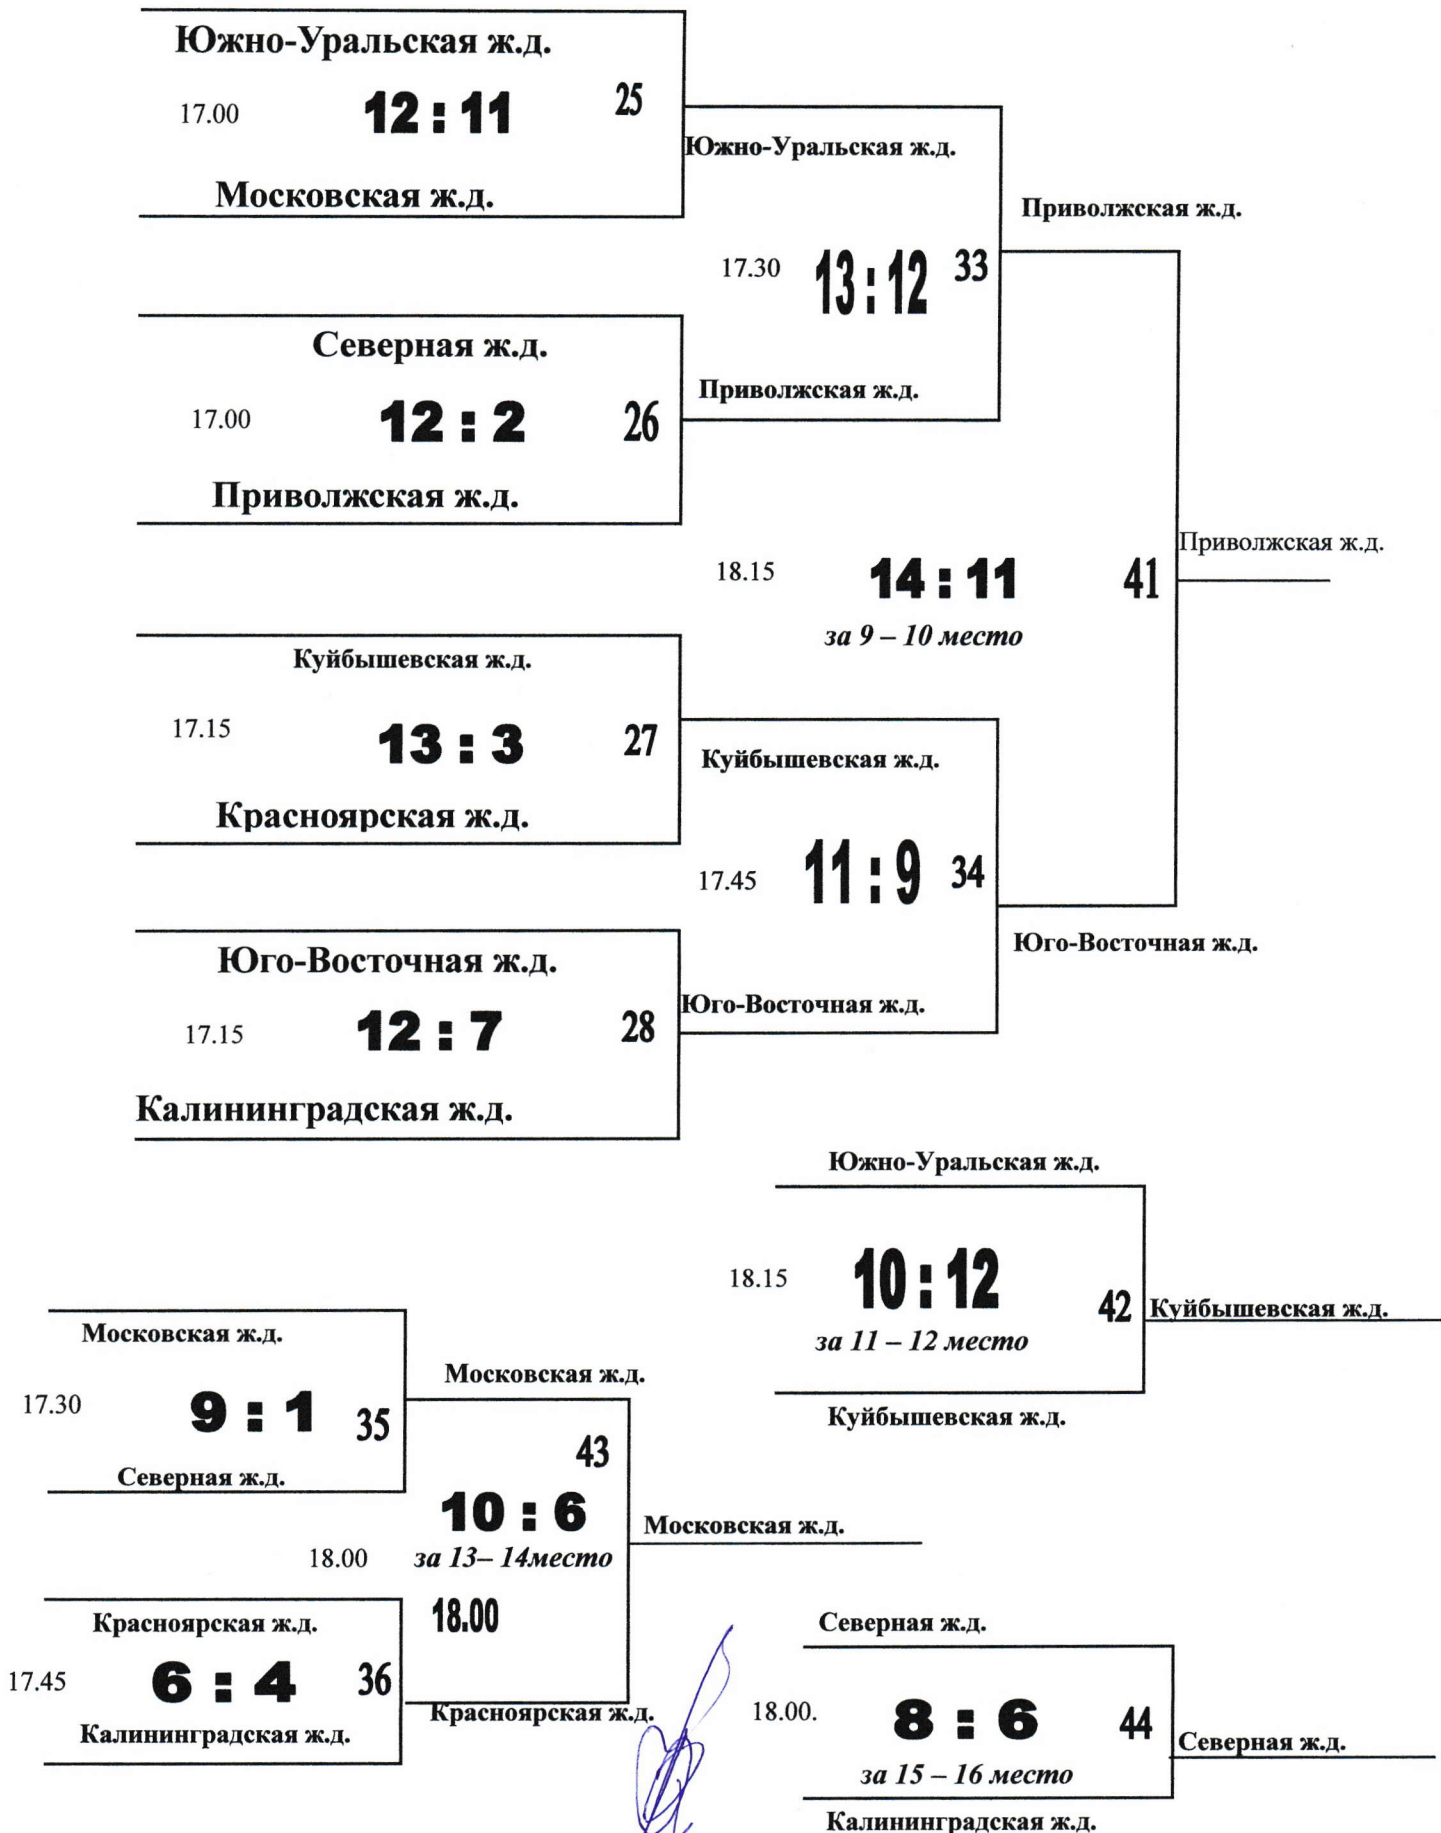 Южно-Уральская ж.д.
17.00 12 : 11 25
Московская ж.д.
Южно-Уральская ж.д.
17.30 13 : 12 33
Приволжская ж.д.
Северная ж.д.
17.00 12 : 2 26
Приволжская ж.д.
Приволжская ж.д.
18.15 14 : 11 41
за 9 – 10 место
Приволжская ж.д.
Куйбышевская ж.д.
17.15 13 : 3 27
Красноярская ж.д.
Куйбышевская ж.д.
17.45 11 : 9 34
Юго-Восточная ж.д.
Юго-Восточная ж.д.
17.15 12 : 7 28
Калининградская ж.д.
Юго-Восточная ж.д.
Южно-Уральская ж.д.
18.15 10 : 12 42
за 11 – 12 место
Куйбышевская ж.д.
Куйбышевская ж.д.
Московская ж.д.
17.30 9 : 1 35
Северная ж.д.
Московская ж.д.
43
10 : 6
18.00 за 13– 14место
18.00
Московская ж.д.
Красноярская ж.д.
17.45 6 : 4 36
Калининградская ж.д.
Красноярская ж.д.
Северная ж.д.
18.00. 8 : 6 44
за 15 – 16 место
Северная ж.д.
Калининградская ж.д.